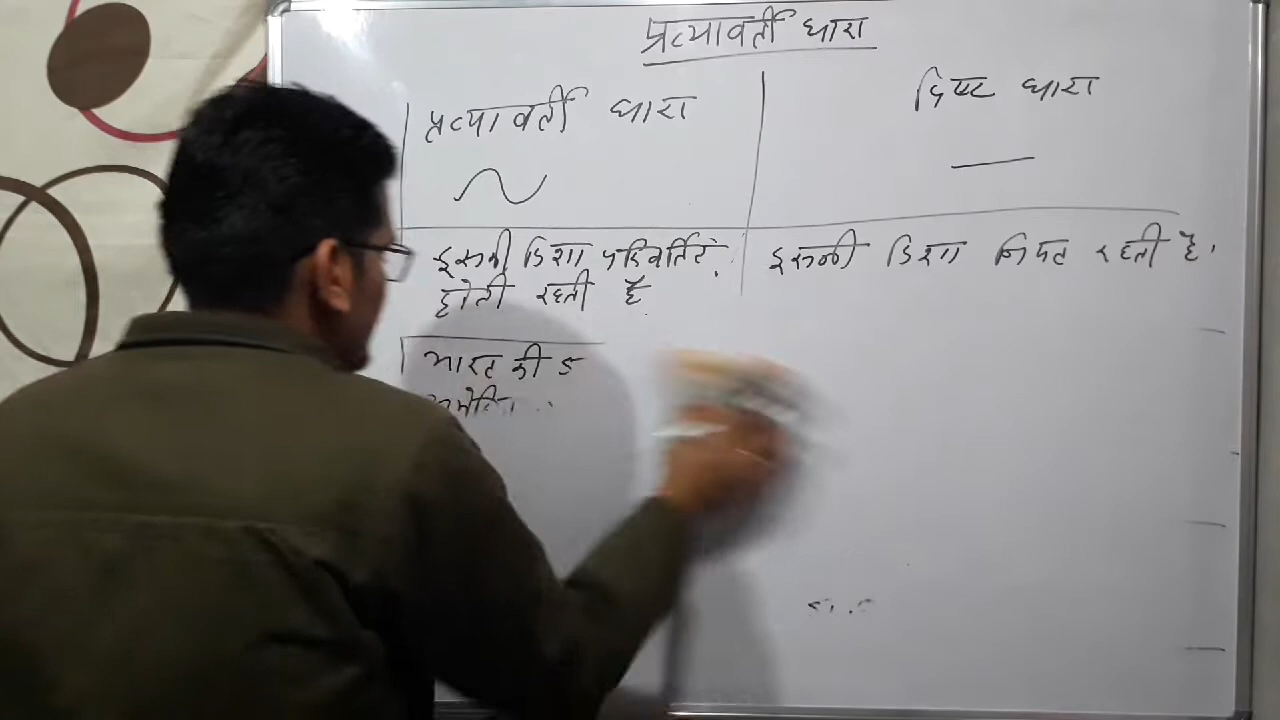 प्रत्यावर्ती धारा
प्रत्यावर्ती धारा
दिष्ट धारा
इसकी दिशा परिवर्तित
होती रहती है
इसकी दिशा नियत रहती है.
भारत की